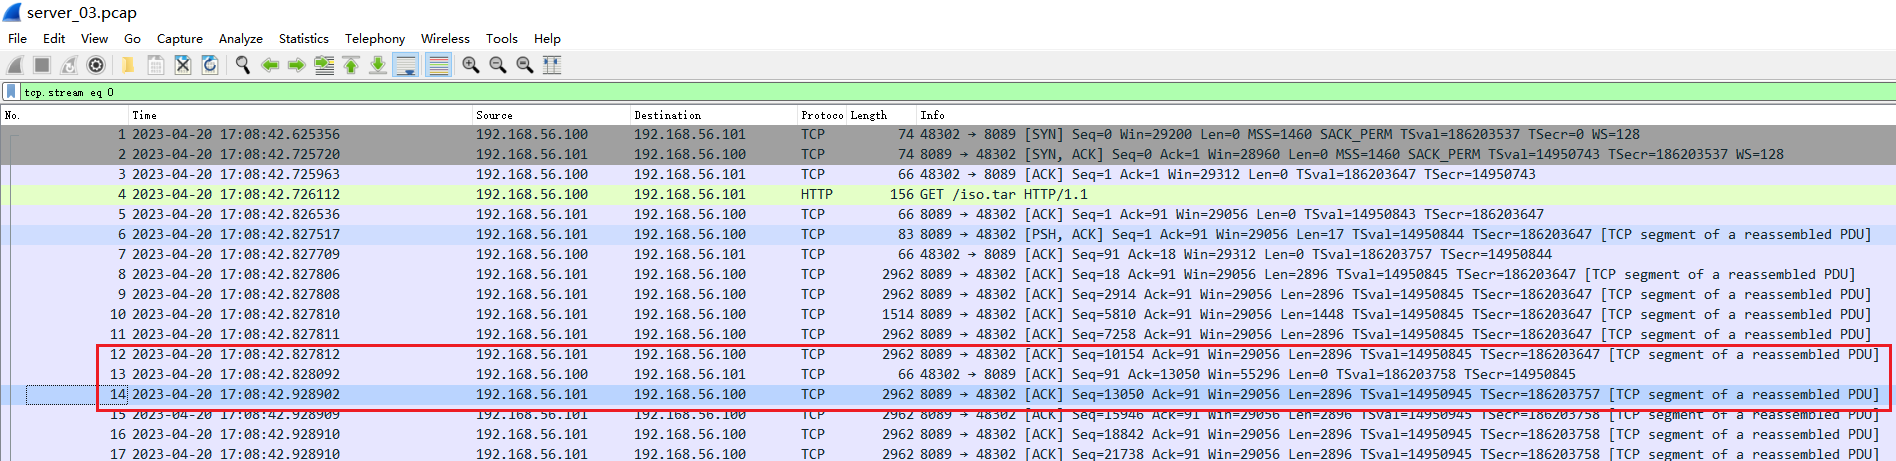 server_03.pcap
File Edit View Go Capture Analyze Statistics Telephony Wireless Tools Help
tcp.stream eq 0
No. Time Source Destination Protoco Length Info
1 2023-04-20 17:08:42.625356 192.168.56.100 192.168.56.101 TCP 74 48302 → 8089 [SYN] Seq=0 Win=29200 Len=0 MSS=1460 SACK_PERM TSval=186203537 TSecr=0 WS=128
2 2023-04-20 17:08:42.725720 192.168.56.101 192.168.56.100 TCP 74 8089 → 48302 [SYN, ACK] Seq=0 Ack=1 Win=28960 Len=0 MSS=1460 SACK_PERM TSval=14950743 TSecr=186203537 WS=128
3 2023-04-20 17:08:42.725963 192.168.56.100 192.168.56.101 TCP 66 48302 → 8089 [ACK] Seq=1 Ack=1 Win=29312 Len=0 TSval=186203647 TSecr=14950743
4 2023-04-20 17:08:42.726112 192.168.56.100 192.168.56.101 HTTP 156 GET /iso.tar HTTP/1.1
5 2023-04-20 17:08:42.826536 192.168.56.101 192.168.56.100 TCP 66 8089 → 48302 [ACK] Seq=1 Ack=91 Win=29056 Len=0 TSval=14950843 TSecr=186203647
6 2023-04-20 17:08:42.827517 192.168.56.101 192.168.56.100 TCP 83 8089 → 48302 [PSH, ACK] Seq=1 Ack=91 Win=29056 Len=17 TSval=14950844 TSecr=186203647 [TCP segment of a reassembled PDU]
7 2023-04-20 17:08:42.827709 192.168.56.100 192.168.56.101 TCP 66 48302 → 8089 [ACK] Seq=91 Ack=18 Win=29312 Len=0 TSval=186203757 TSecr=14950844
8 2023-04-20 17:08:42.827806 192.168.56.101 192.168.56.100 TCP 2962 8089 → 48302 [ACK] Seq=18 Ack=91 Win=29056 Len=2896 TSval=14950845 TSecr=186203647 [TCP segment of a reassembled PDU]
9 2023-04-20 17:08:42.827808 192.168.56.101 192.168.56.100 TCP 2962 8089 → 48302 [ACK] Seq=2914 Ack=91 Win=29056 Len=2896 TSval=14950845 TSecr=186203647 [TCP segment of a reassembled PDU]
10 2023-04-20 17:08:42.827810 192.168.56.101 192.168.56.100 TCP 1514 8089 → 48302 [ACK] Seq=5810 Ack=91 Win=29056 Len=1448 TSval=14950845 TSecr=186203647 [TCP segment of a reassembled PDU]
11 2023-04-20 17:08:42.827811 192.168.56.101 192.168.56.100 TCP 2962 8089 → 48302 [ACK] Seq=7258 Ack=91 Win=29056 Len=2896 TSval=14950845 TSecr=186203647 [TCP segment of a reassembled PDU]
12 2023-04-20 17:08:42.827812 192.168.56.101 192.168.56.100 TCP 2962 8089 → 48302 [ACK] Seq=10154 Ack=91 Win=29056 Len=2896 TSval=14950845 TSecr=186203647 [TCP segment of a reassembled PDU]
13 2023-04-20 17:08:42.828092 192.168.56.100 192.168.56.101 TCP 66 48302 → 8089 [ACK] Seq=91 Ack=13050 Win=55296 Len=0 TSval=186203758 TSecr=14950845
14 2023-04-20 17:08:42.928902 192.168.56.101 192.168.56.100 TCP 2962 8089 → 48302 [ACK] Seq=13050 Ack=91 Win=29056 Len=2896 TSval=14950945 TSecr=186203757 [TCP segment of a reassembled PDU]
15 2023-04-20 17:08:42.928909 192.168.56.101 192.168.56.100 TCP 2962 8089 → 48302 [ACK] Seq=15946 Ack=91 Win=29056 Len=2896 TSval=14950945 TSecr=186203758 [TCP segment of a reassembled PDU]
16 2023-04-20 17:08:42.928910 192.168.56.101 192.168.56.100 TCP 2962 8089 → 48302 [ACK] Seq=18842 Ack=91 Win=29056 Len=2896 TSval=14950945 TSecr=186203758 [TCP segment of a reassembled PDU]
17 2023-04-20 17:08:42.928910 192.168.56.101 192.168.56.100 TCP 2962 8089 → 48302 [ACK] Seq=21738 Ack=91 Win=29056 Len=2896 TSval=14950945 TSecr=186203758 [TCP segment of a reassembled PDU]